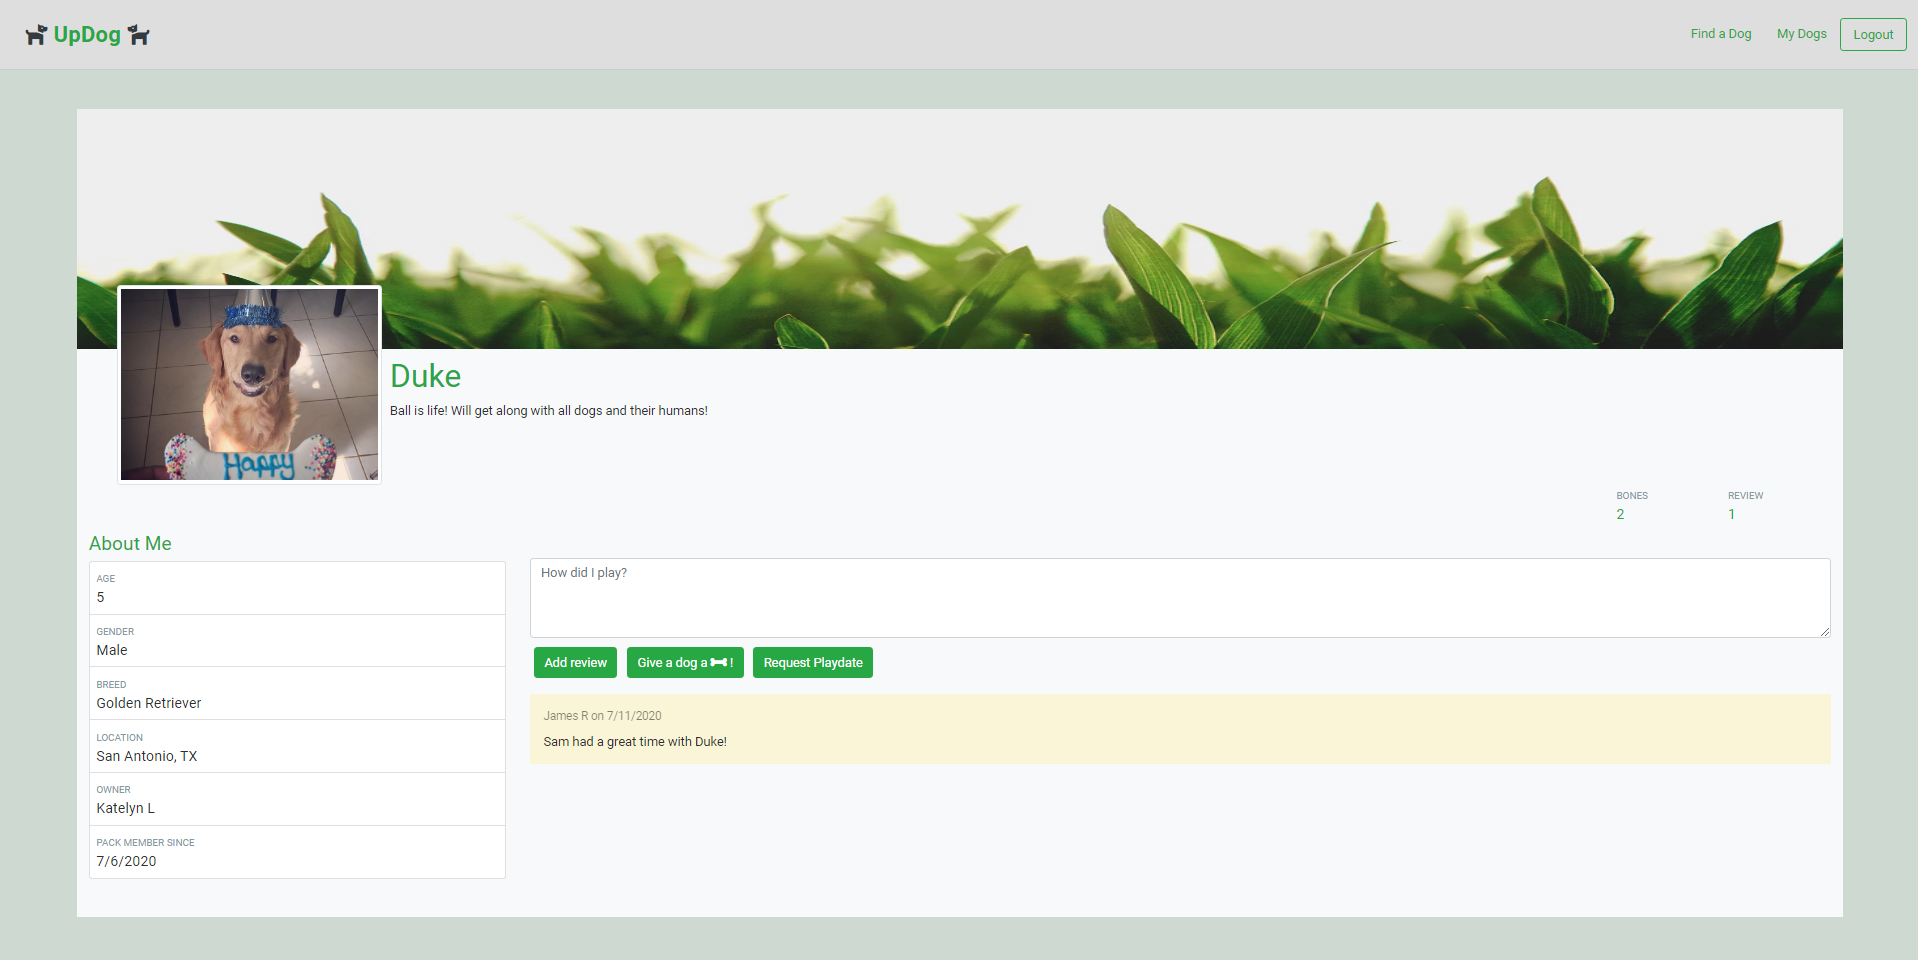 UpDog
Find a Dog
My Dogs
Logout
Happy
Duke
Ball is life! Will get along with all dogs and their humans!
BONES
2
REVIEW
1
About Me
AGE
5
GENDER
Male
BREED
Golden Retriever
LOCATION
San Antonio, TX
OWNER
Katelyn L
PACK MEMBER SINCE
7/6/2020
How did I play?
Add review
Give a dog a !
Request Playdate
James R on 7/11/2020
Sam had a great time with Duke!